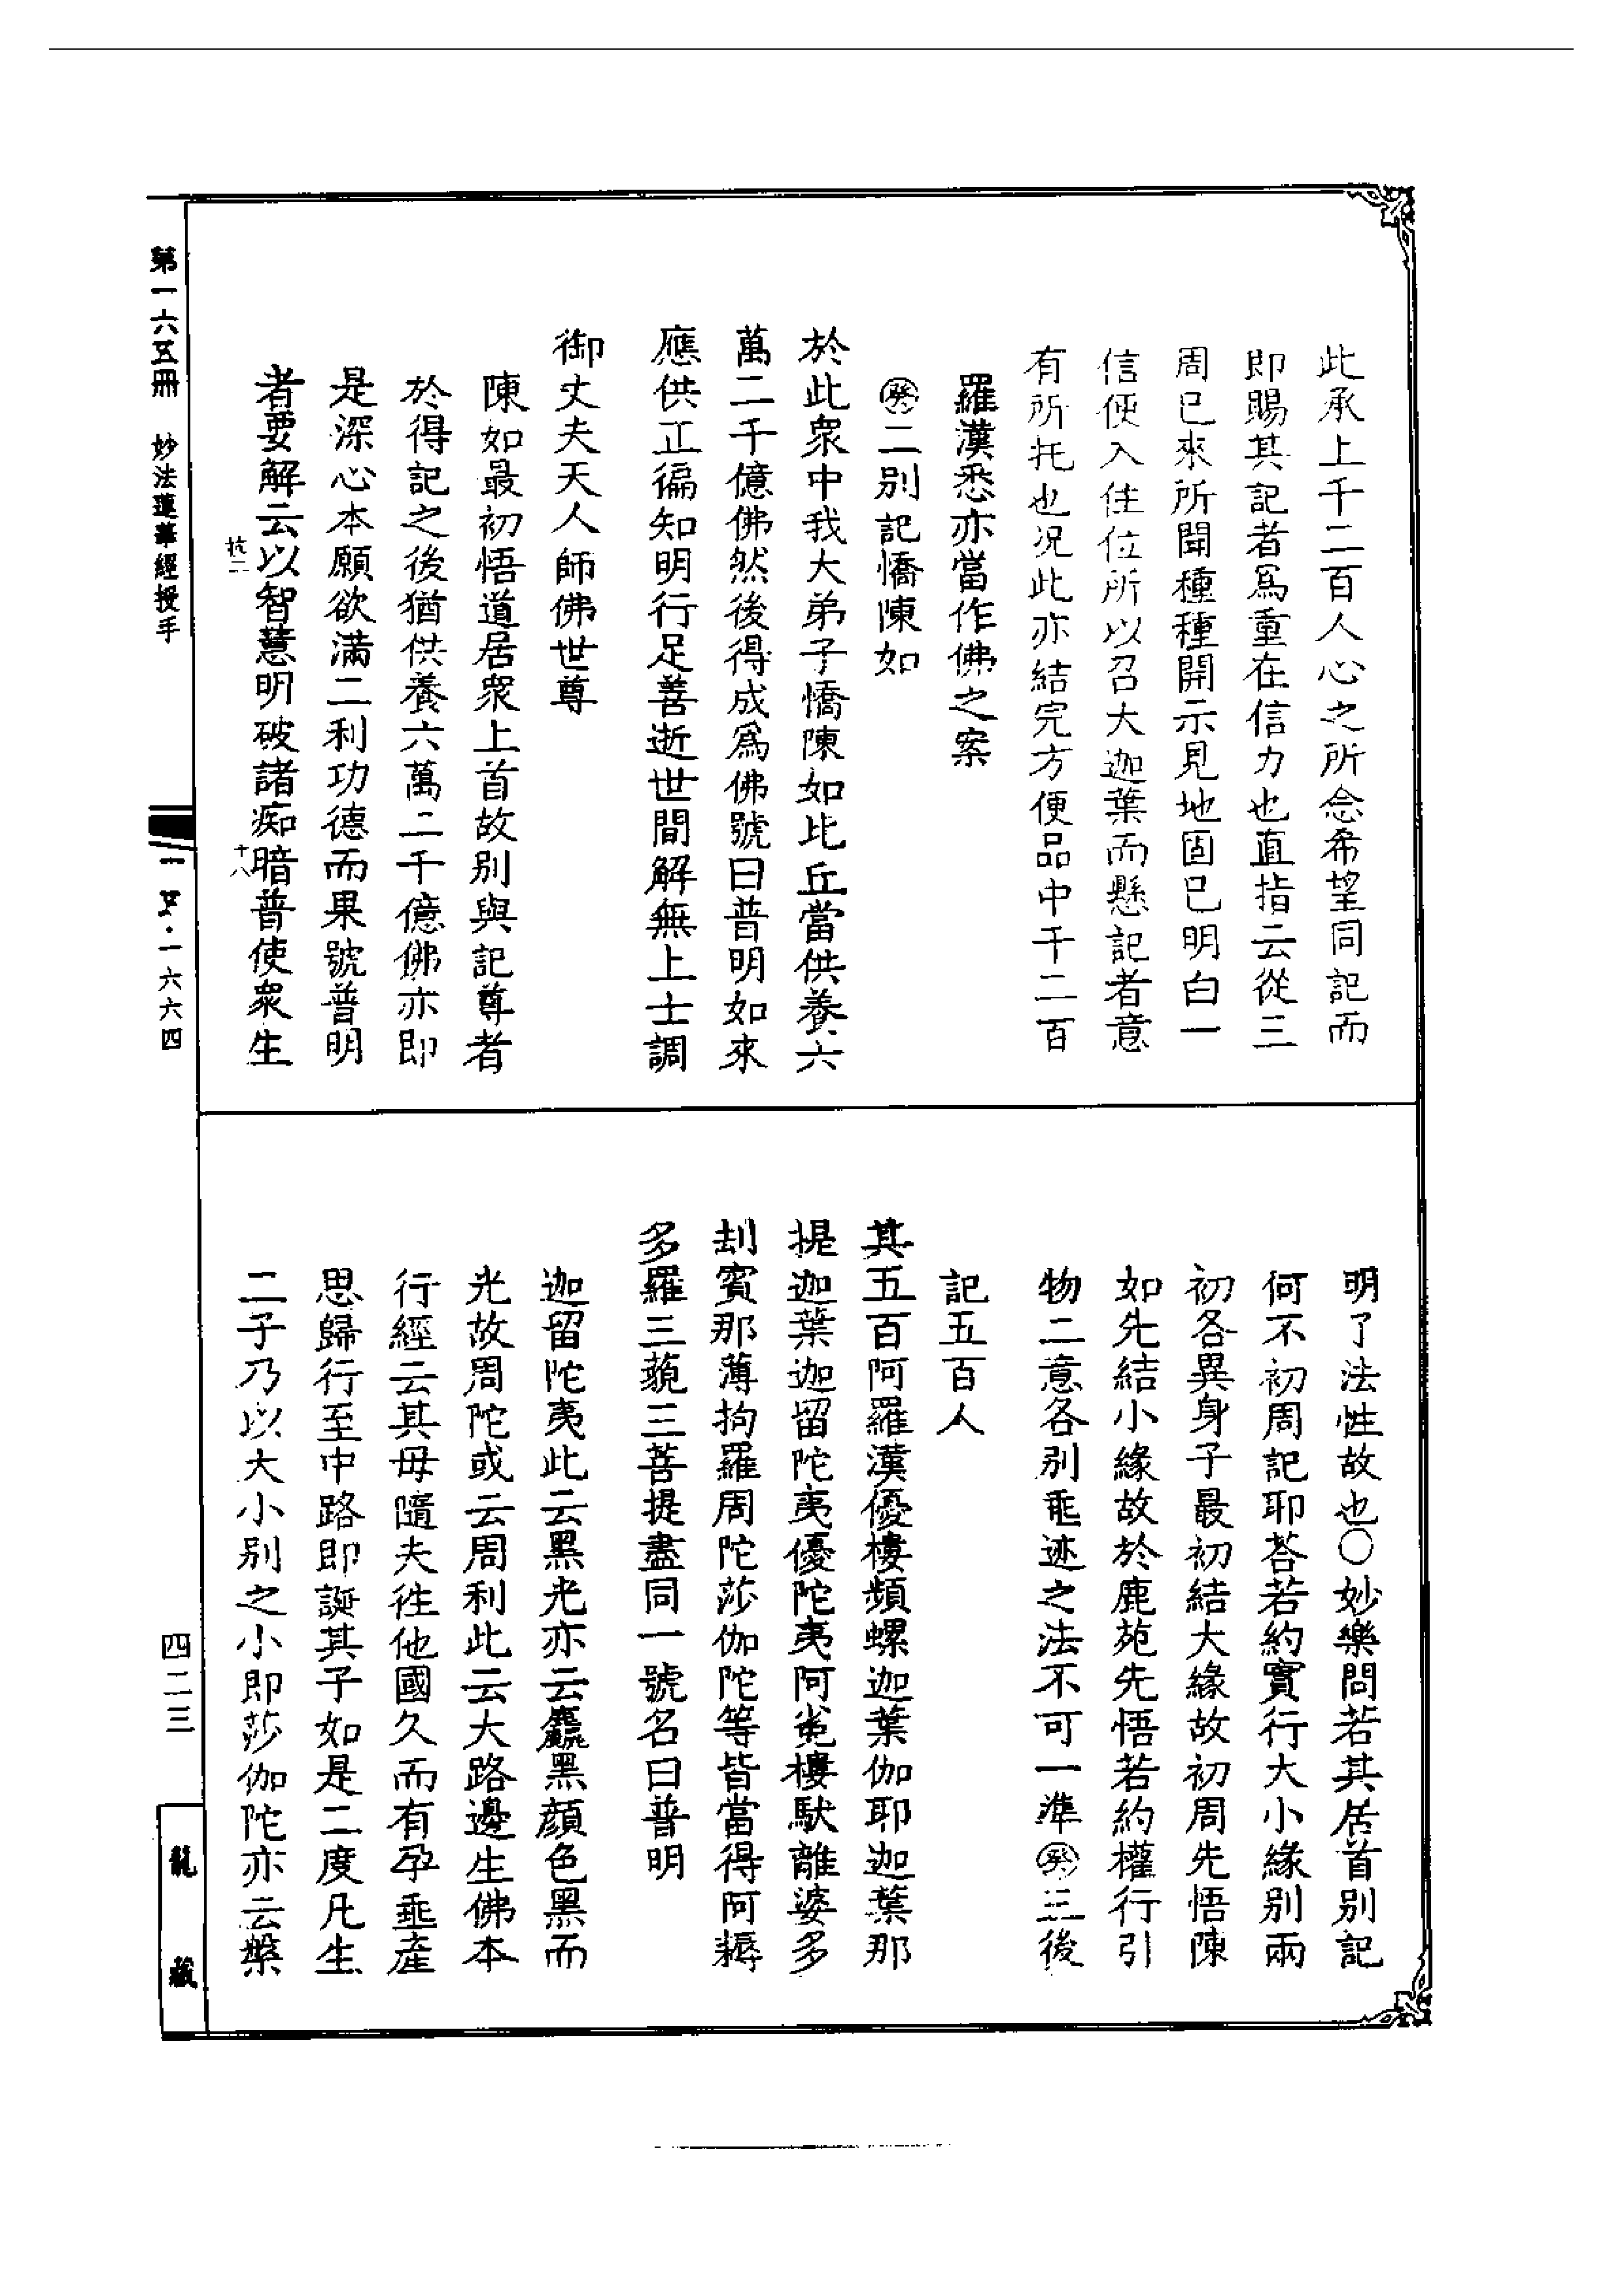 此承上千二百人心之所念希望同記而
即賜其記者爲重在信力也直指云從三
周已來所聞種種開示見地固已明白一
信便入住位所以召大迦葉而懸記者意
有所托也況此亦結完方便品中千二百
羅漢悉亦當作佛之案
㊂二別記憍陳如
於此衆中我大弟子憍陳如比丘當供養六
萬二千億佛然後得成爲佛號曰普明如來
應供正徧知明行足善逝世間解無上士調
御丈夫天人師佛世尊
陳如最初悟道居衆上首故別與記尊者
於得記之後猶供養六萬二千億佛亦即
是深心本願欲滿二利功德而果號普明
者要解云以智慧明破諸痴暗普使衆生
明了法性故也○妙樂問若其居首別記
何不初周記耶荅若約實行大小緣別兩
初各異身子最初結大緣故初周先悟陳
如先結小緣故於鹿苑先悟若約權行引
物二意各別垂迹之法不可一準癸三後
記五百人
其五百阿羅漢優樓頻螺迦葉伽耶迦葉那
提迦葉迦留陀夷優陀夷阿㝹樓馱離婆多
刦賓那薄拘羅周陀莎伽陀等皆當得阿耨
多羅三藐三菩提盡同一號名曰普明
迦留陀夷此云黑光亦云麤黑顏色黑而
光故周陀或云周利此云大路邊生佛本
行經云其母隨夫往他國久而有孕垂產
思歸行至中路即誕其子如是二度凡生
二子乃以大小別之小即莎伽陀亦云槃
第一六五冊 妙法蓮華經授手
抗二
十八
一五・一六六四
四二三
龍藏